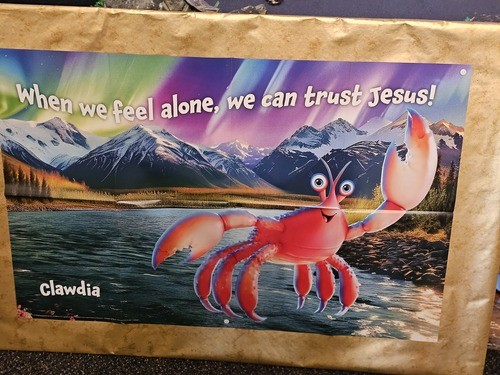 When we feel alone, we can trust Jesus!
Clawdia